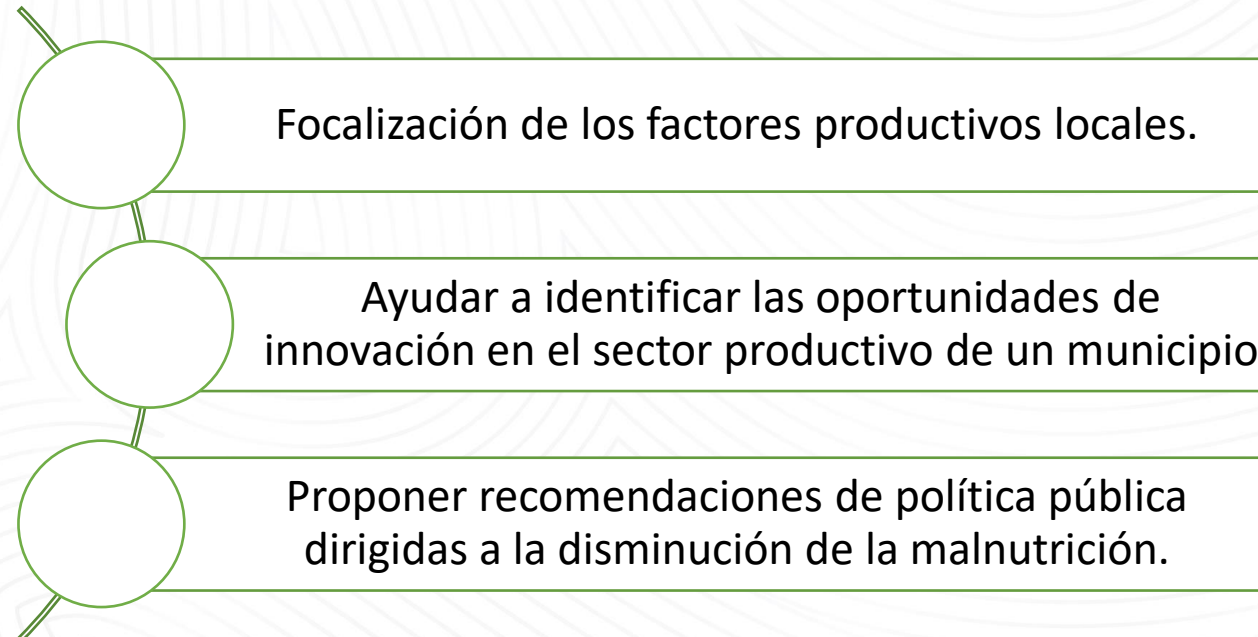 Focalización de los factores productivos locales.
Ayudar a identificar las oportunidades de
innovación en el sector productivo de un municipio
Proponer recomendaciones de política pública
dirigidas a la disminución de la malnutrición.